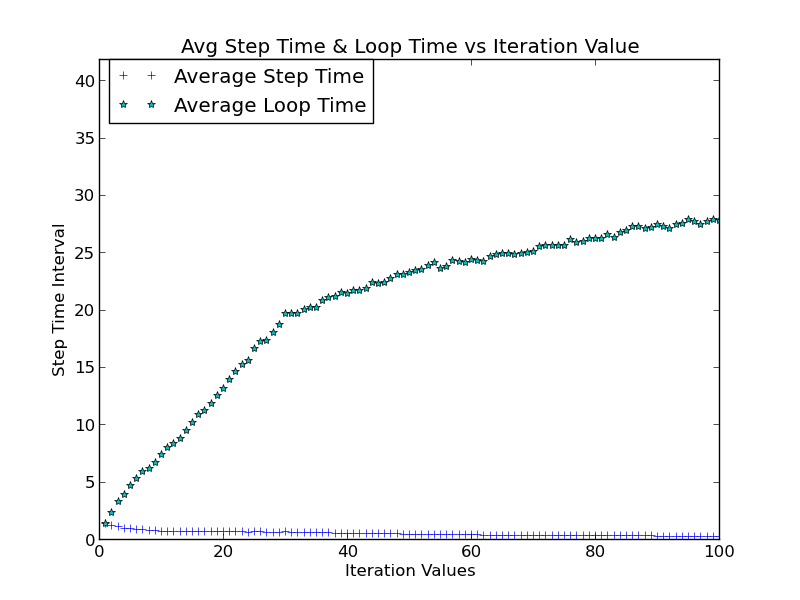 Avg Step Time & Loop Time vs Iteration Value
Average Step Time
Average Loop Time
40
35
30
25
20
15
10
5
0
Step Time Interval
0 20 40 60 80 100
Iteration Values